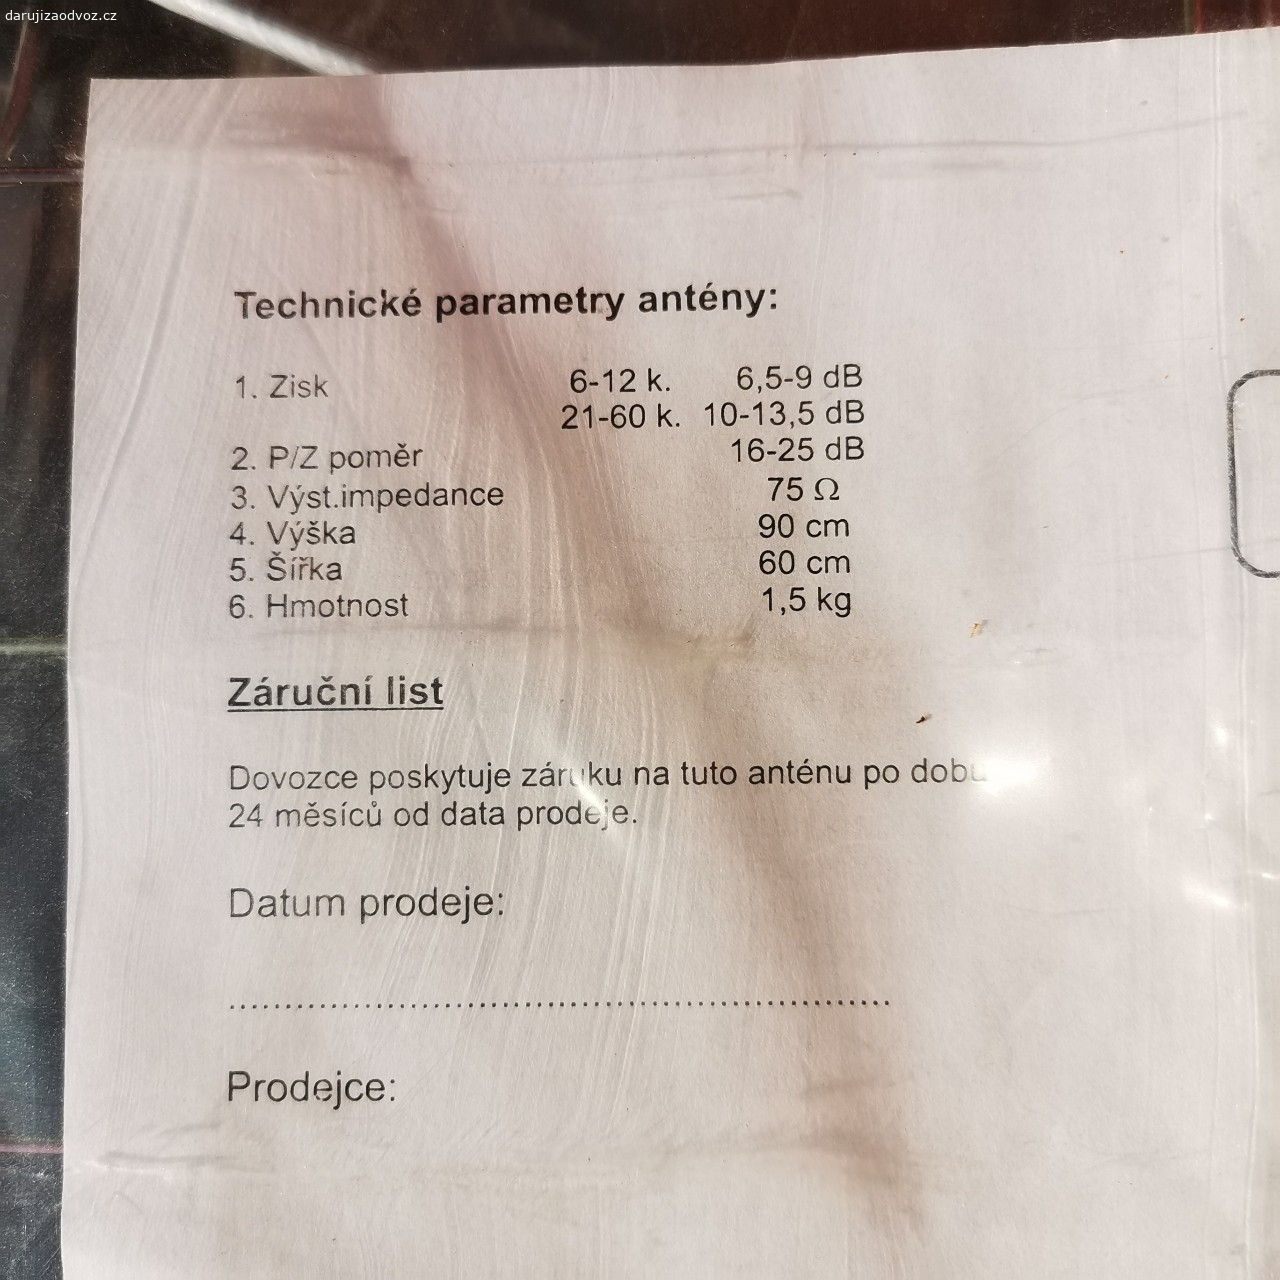 darujizaodvoz.cz
Technické parametry antény:
1. Zisk 6-12 k. 6,5-9 dB
21-60 k. 10-13,5 dB
2. P/Z poměr 16-25 dB
3. Výst.impedance 75 Ω
4. Výška 90 cm
5. Šířka 60 cm
6. Hmotnost 1,5 kg
Záruční list
Dovozce poskytuje záruku na tuto anténu po dobu
24 měsíců od data prodeje.
Datum prodeje:
..........................................................
Prodejce: